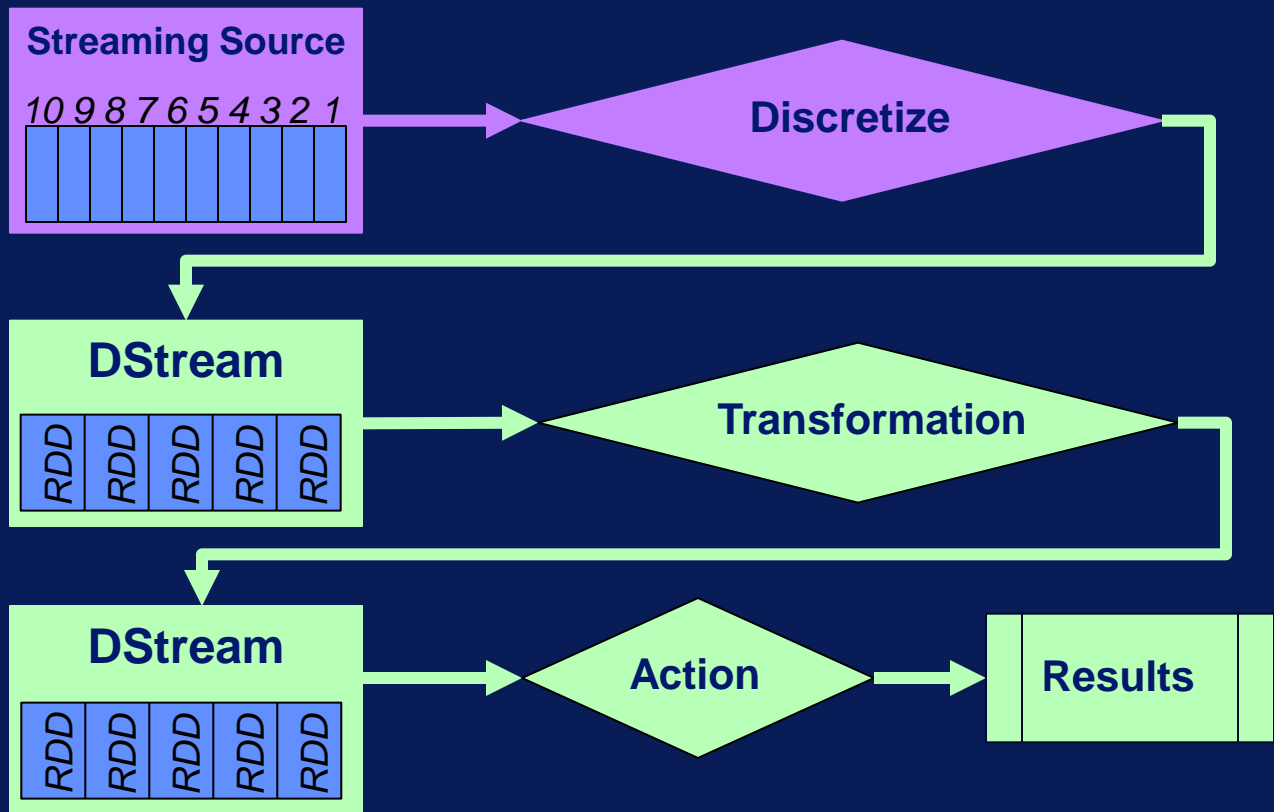 Streaming Source
10 9 8 7 6 5 4 3 2 1
Discretize
DStream
RDD
RDD
RDD
RDD
RDD
Transformation
DStream
RDD
RDD
RDD
RDD
RDD
Action
Results